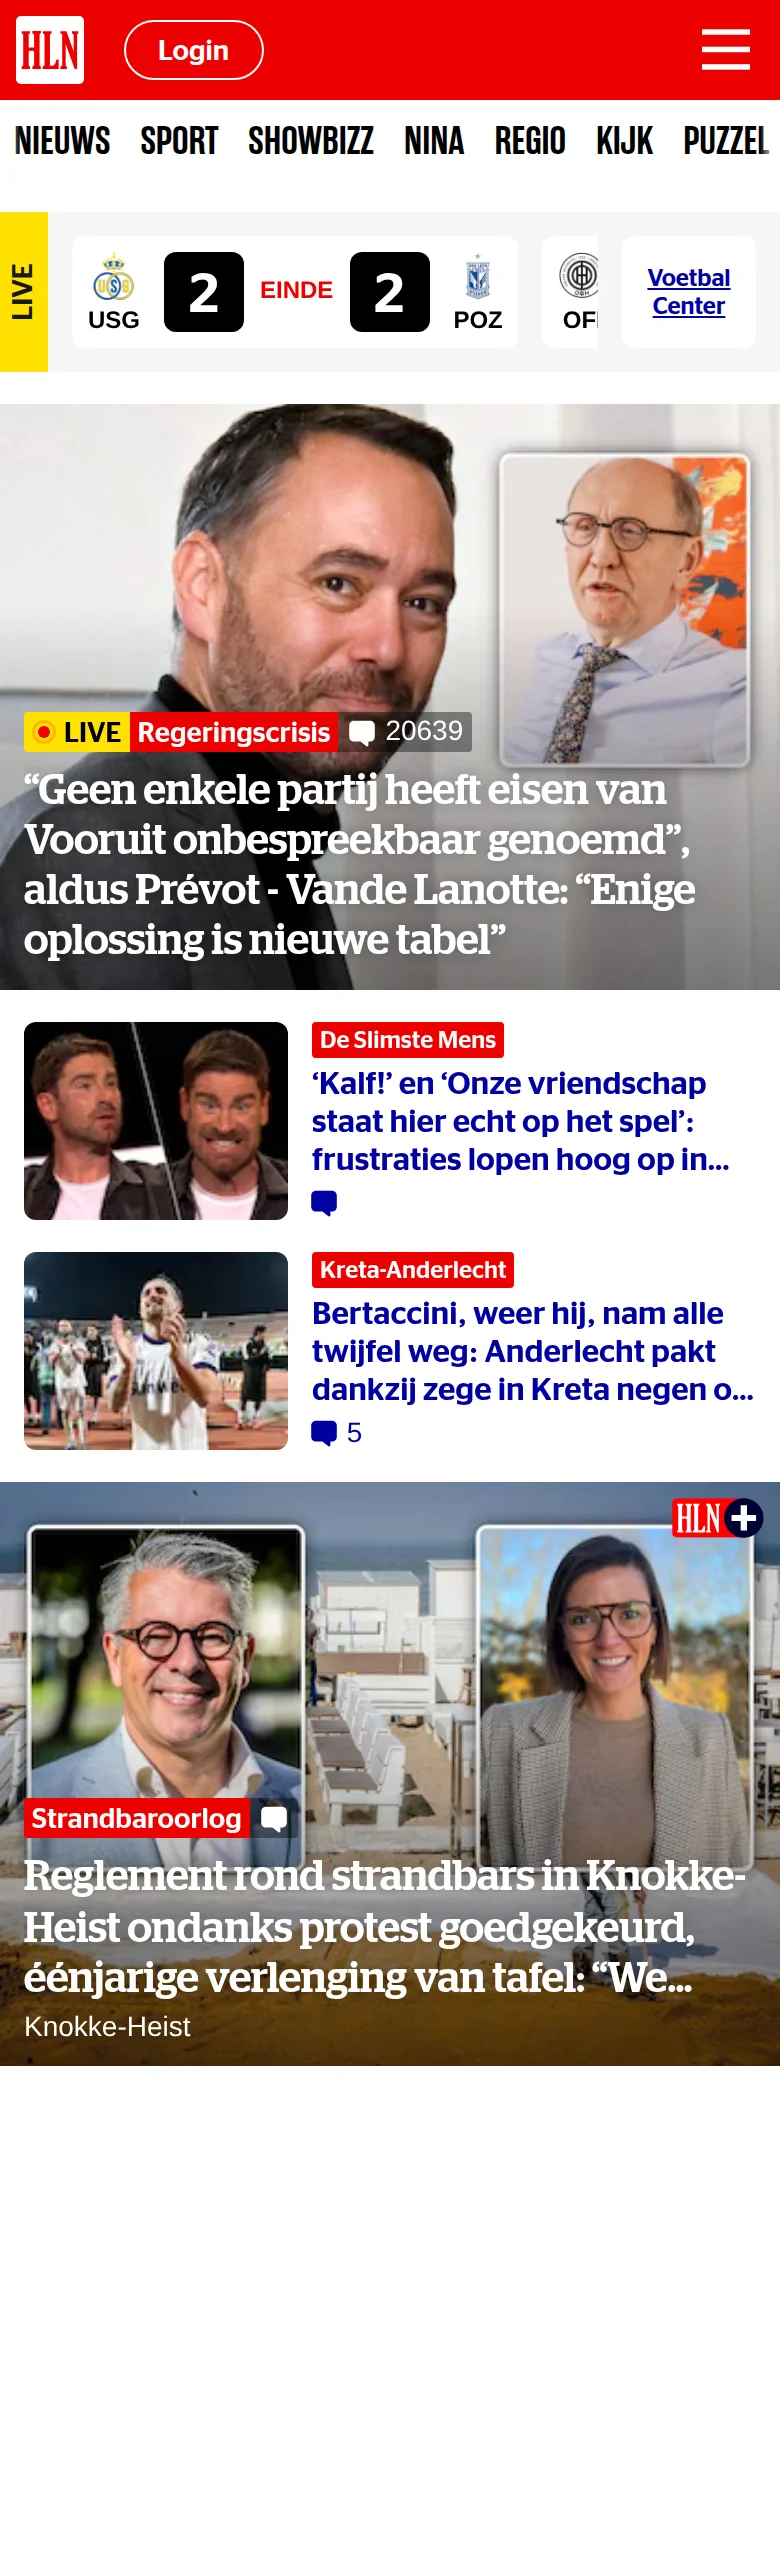 HLN
Login
NIEUWS SPORT SHOWBIZZ NINA REGIO KIJK PUZZEL
LIVE
2 EINDE 2
USG POZ
OFI
Voetbal
Center
LIVE Regeringscrisis 20639
“Geen enkele partij heeft eisen van
Vooruit onbespreekbaar genoemd”,
aldus Prévot - Vande Lanotte: “Enige
oplossing is nieuwe tabel”
De Slimste Mens
‘Kalf!’ en ‘Onze vriendschap
staat hier echt op het spel’:
frustraties lopen hoog op in...
Kreta-Anderlecht
Bertaccini, weer hij, nam alle
twijfel weg: Anderlecht pakt
dankzij zege in Kreta negen o...
5
HLN+
Strandbaroorlog
Reglement rond strandbars in Knokke-
Heist ondanks protest goedgekeurd,
éénjarige verlenging van tafel: “We...
Knokke-Heist